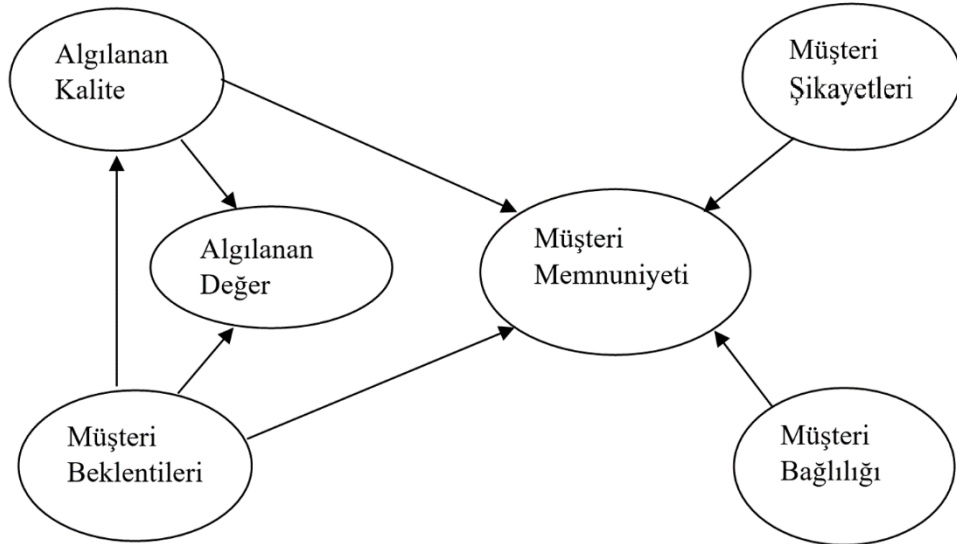 Algılanan
Kalite
Müşteri
Şikayetleri
Algılanan
Değer
Müşteri
Memnuniyeti
Müşteri
Beklentileri
Müşteri
Bağlılığı